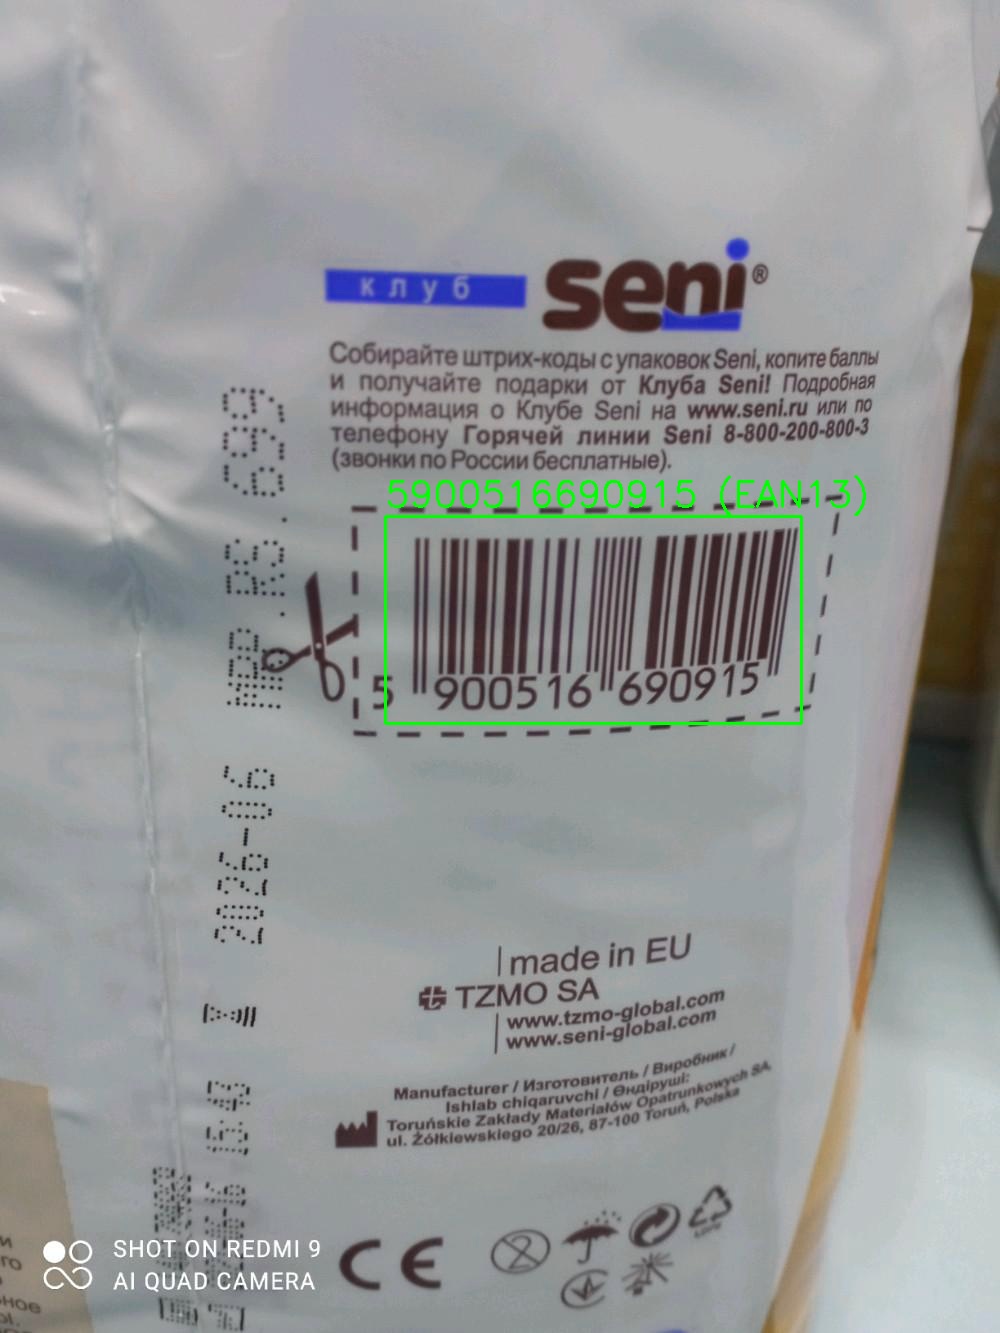 клуб seni®
Собирайте штрих-коды с упаковок Seni, копите баллы
и получайте подарки от Клуба Seni! Подробная
информация о Клубе Seni на www.seni.ru или по
телефону Горячей линии Seni 8-800-200-800-3
(звонки по России бесплатные).
5900516690915 (EAN13)
5 900516 690915
2026-06
made in EU
TZMO SA
www.tzmo-global.com
www.seni-global.com
Manufacturer / Изготовитель / Виробник /
Ishlab chiqaruvchi / Өндіруші:
Toruńskie Zakłady Materiałów Opatrunkowych SA,
ul. Żółkiewskiego 20/26, 87-100 Toruń, Polska
CE
SHOT ON REDMI 9
AI QUAD CAMERA